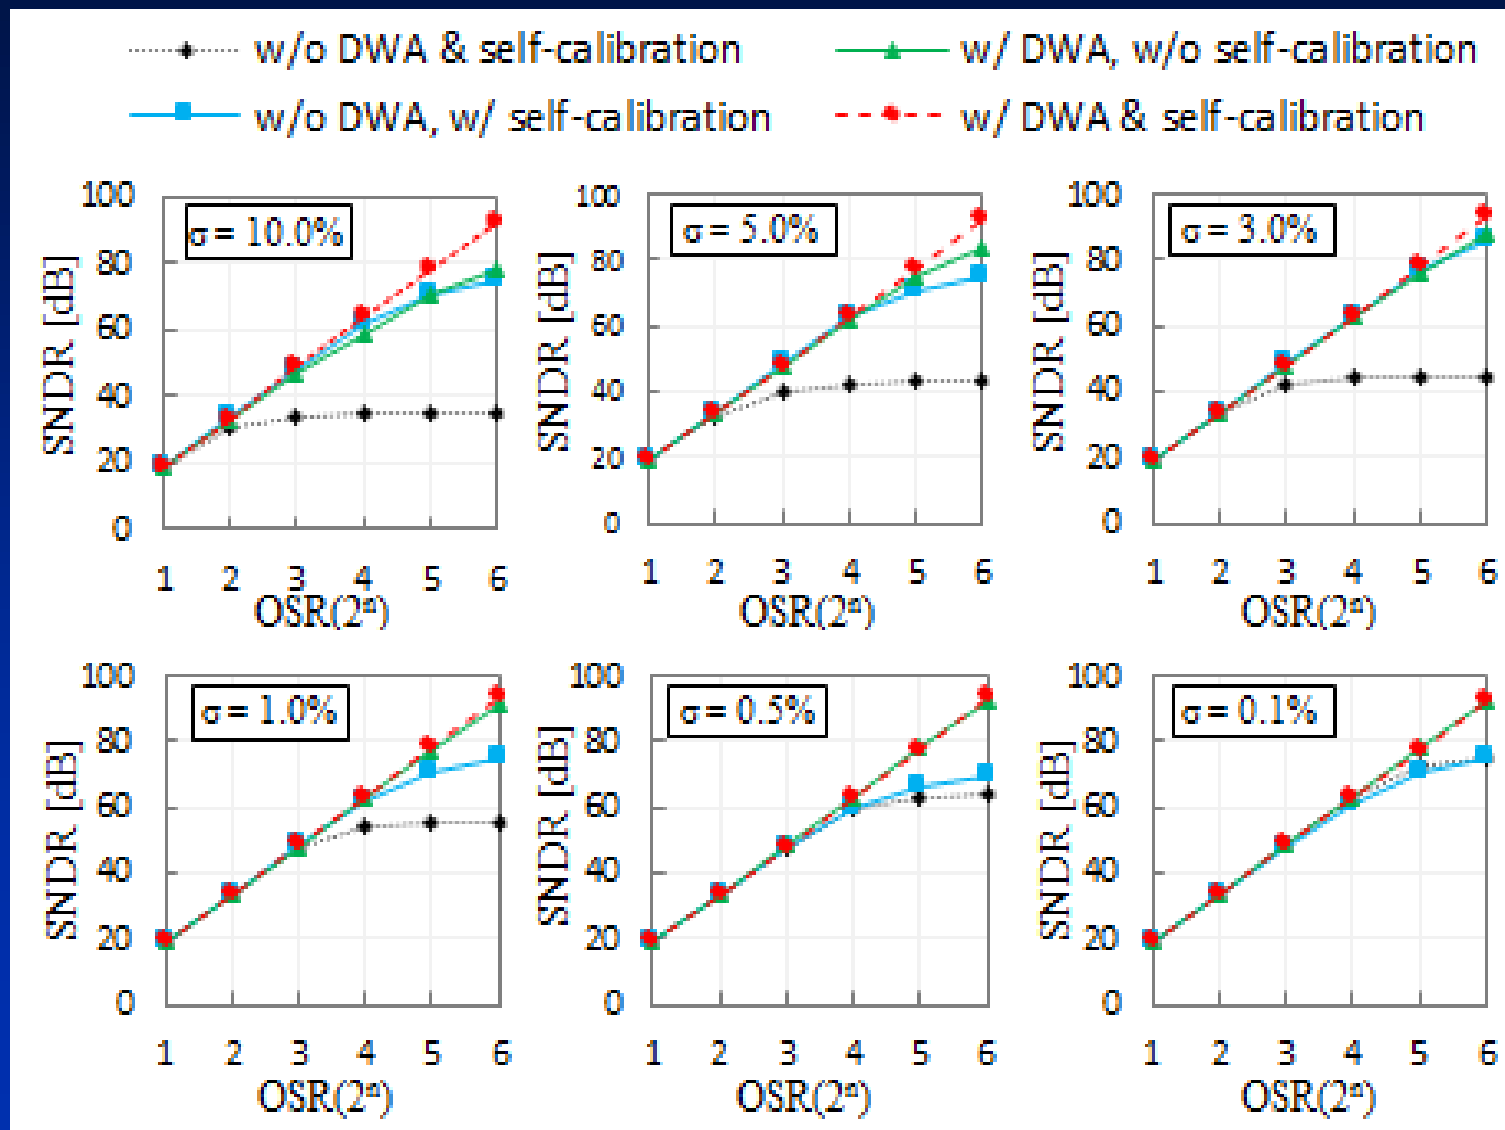 w/o DWA & self-calibration
w/ DWA, w/o self-calibration
w/o DWA, w/ self-calibration
w/ DWA & self-calibration
SNDR [dB]
100
80
60
40
20
0
σ = 10.0%
1 2 3 4 5 6
OSR(2ⁿ)
SNDR [dB]
100
80
60
40
20
0
σ = 5.0%
1 2 3 4 5 6
OSR(2ⁿ)
SNDR [dB]
100
80
60
40
20
0
σ = 3.0%
1 2 3 4 5 6
OSR(2ⁿ)
SNDR [dB]
100
80
60
40
20
0
σ = 1.0%
1 2 3 4 5 6
OSR(2ⁿ)
SNDR [dB]
100
80
60
40
20
0
σ = 0.5%
1 2 3 4 5 6
OSR(2ⁿ)
SNDR [dB]
100
80
60
40
20
0
σ = 0.1%
1 2 3 4 5 6
OSR(2ⁿ)